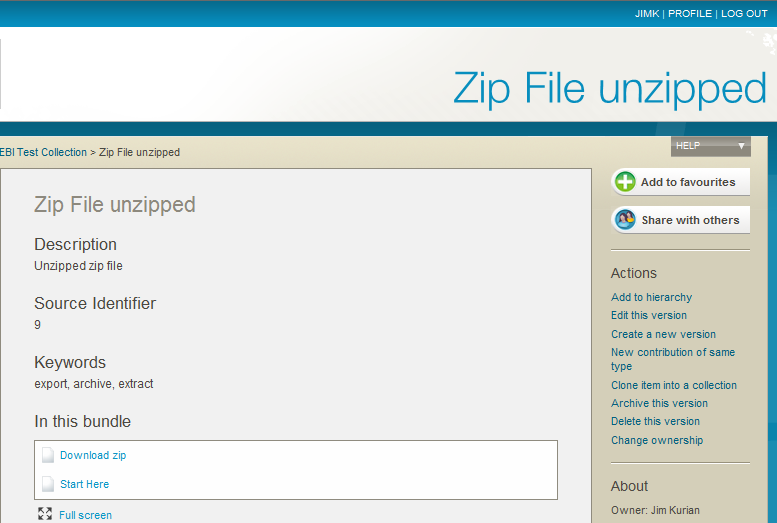 JIMK | PROFILE | LOG OUT
Zip File unzipped
EBI Test Collection > Zip File unzipped
HELP
Zip File unzipped
Description
Unzipped zip file
Source Identifier
9
Keywords
export, archive, extract
In this bundle
Download zip
Start Here
Full screen
Add to favourites
Share with others
Actions
Add to hierarchy
Edit this version
Create a new version
New contribution of same
type
Clone item into a collection
Archive this version
Delete this version
Change ownership
About
Owner: Jim Kurian